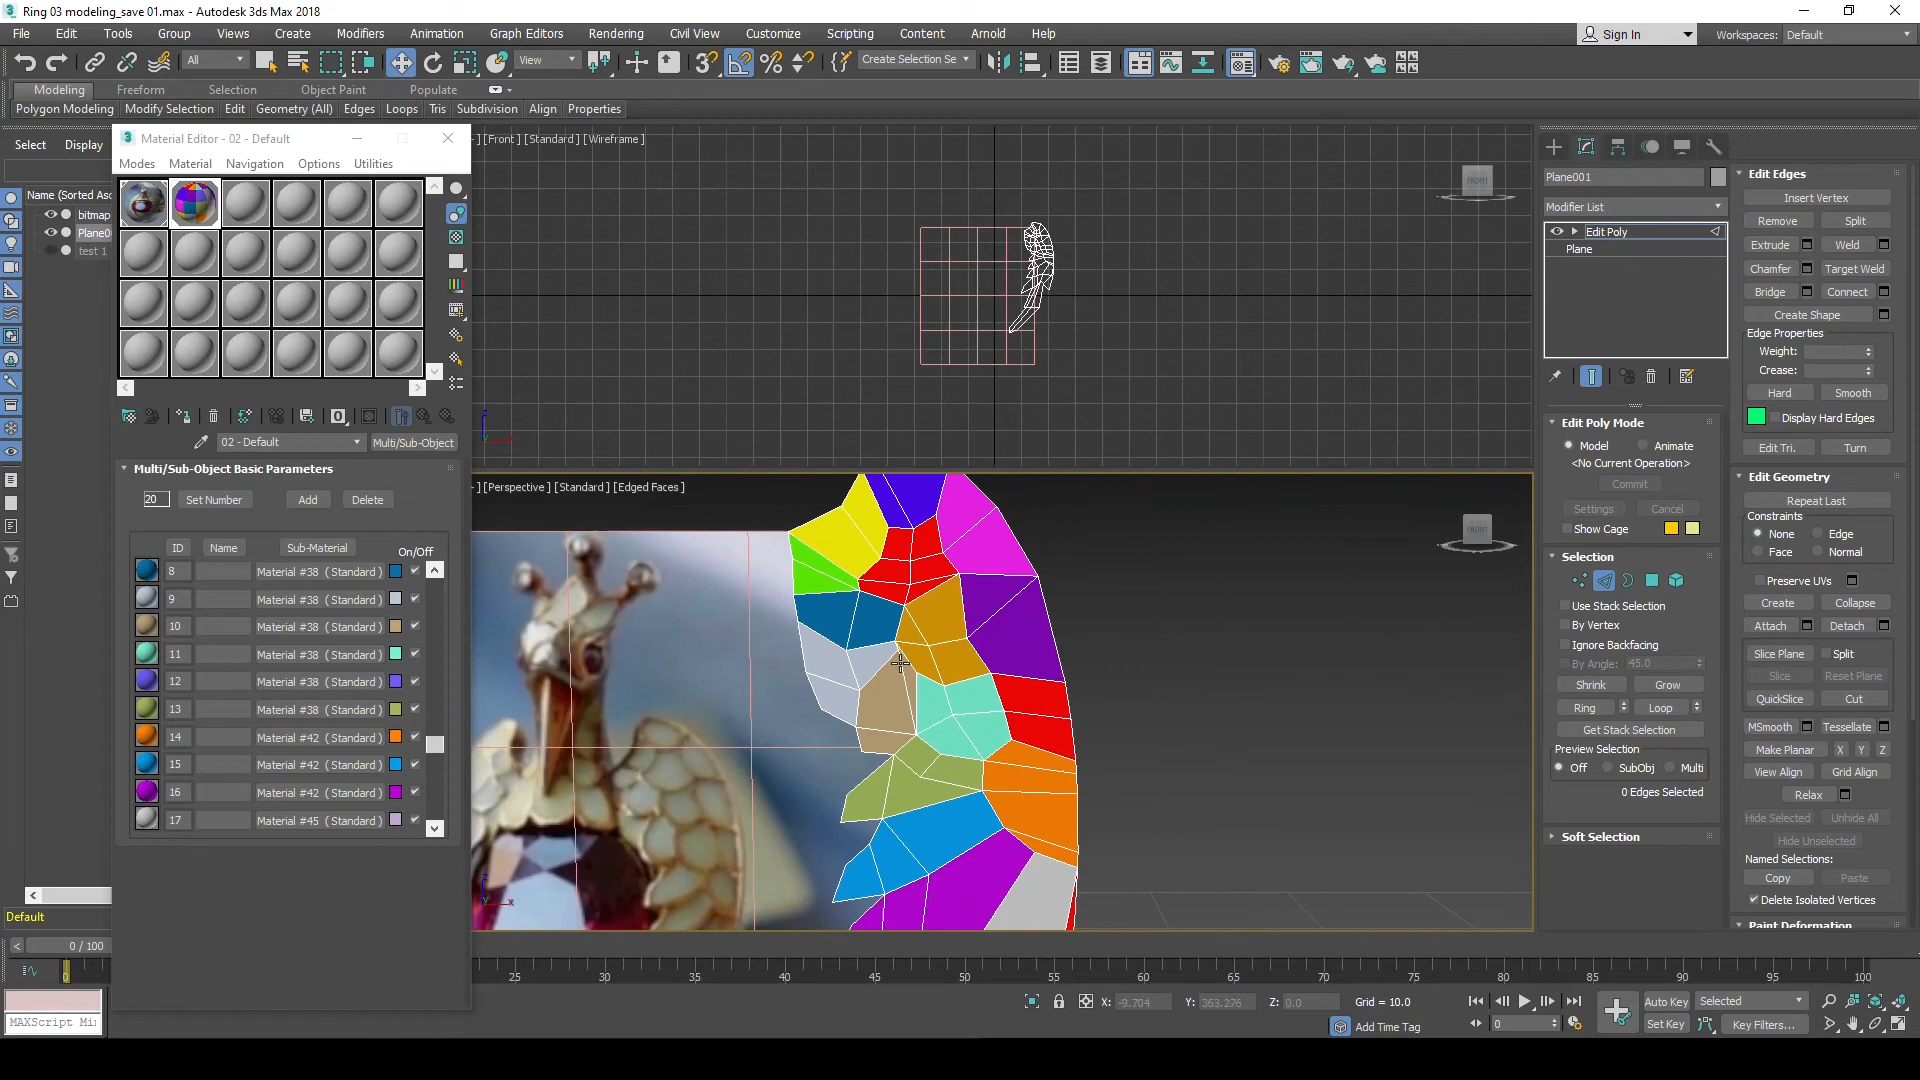 Ring 03 modeling_save 01.max - Autodesk 3ds Max 2018
File Edit Tools Group Views Create Modifiers Animation Graph Editors Rendering Civil View Customize Scripting Content Arnold Help
Sign In Workspaces: Default
All View Create Selection Se
Modeling Freeform Selection Object Paint Populate
Polygon Modeling Modify Selection Edit Geometry (All) Edges Loops Tris Subdivision Align Properties
Select Display
Name (Sorted Asc
bitmap
Plane0
test 1
Default
Material Editor - 02 - Default
Modes Material Navigation Options Utilities
02 - Default Multi/Sub-Object
Multi/Sub-Object Basic Parameters
20 Set Number Add Delete
ID Name Sub-Material On/Off
8 Material #38 ( Standard )
9 Material #38 ( Standard )
10 Material #38 ( Standard )
11 Material #38 ( Standard )
12 Material #38 ( Standard )
13 Material #38 ( Standard )
14 Material #42 ( Standard )
15 Material #42 ( Standard )
16 Material #42 ( Standard )
17 Material #45 ( Standard )
[Front ] [Standard ] [Wireframe ]
FRONT
[Perspective ] [Standard ] [Edged Faces ]
FRONT
Plane001
Modifier List
Edit Poly
Plane
Edit Poly Mode
Model Animate
<No Current Operation>
Commit
Settings Cancel
Show Cage
Selection
Use Stack Selection
By Vertex
Ignore Backfacing
By Angle: 45.0
Shrink Grow
Ring Loop
Get Stack Selection
Preview Selection
Off SubObj Multi
0 Edges Selected
Soft Selection
Edit Edges
Insert Vertex
Remove Split
Extrude Weld
Chamfer Target Weld
Bridge Connect
Create Shape
Edge Properties
Weight:
Crease:
Hard Smooth
Display Hard Edges
Edit Tri. Turn
Edit Geometry
Repeat Last
Constraints
None Edge
Face Normal
Preserve UVs
Create Collapse
Attach Detach
Slice Plane Split
Slice Reset Plane
QuickSlice Cut
MSmooth Tessellate
Make Planar X Y Z
View Align Grid Align
Relax
Hide Selected Unhide All
Hide Unselected
Named Selections:
Copy Paste
Delete Isolated Vertices
Paint Deformation
0 / 100
0 25 30 35 40 45 50 55 60 65 70 75 80 85 90 95 100
X: -9.704 Y: 363.276 Z: 0.0 Grid = 10.0
Auto Key Selected
MAXScript Mi
Add Time Tag
0
Set Key Key Filters...